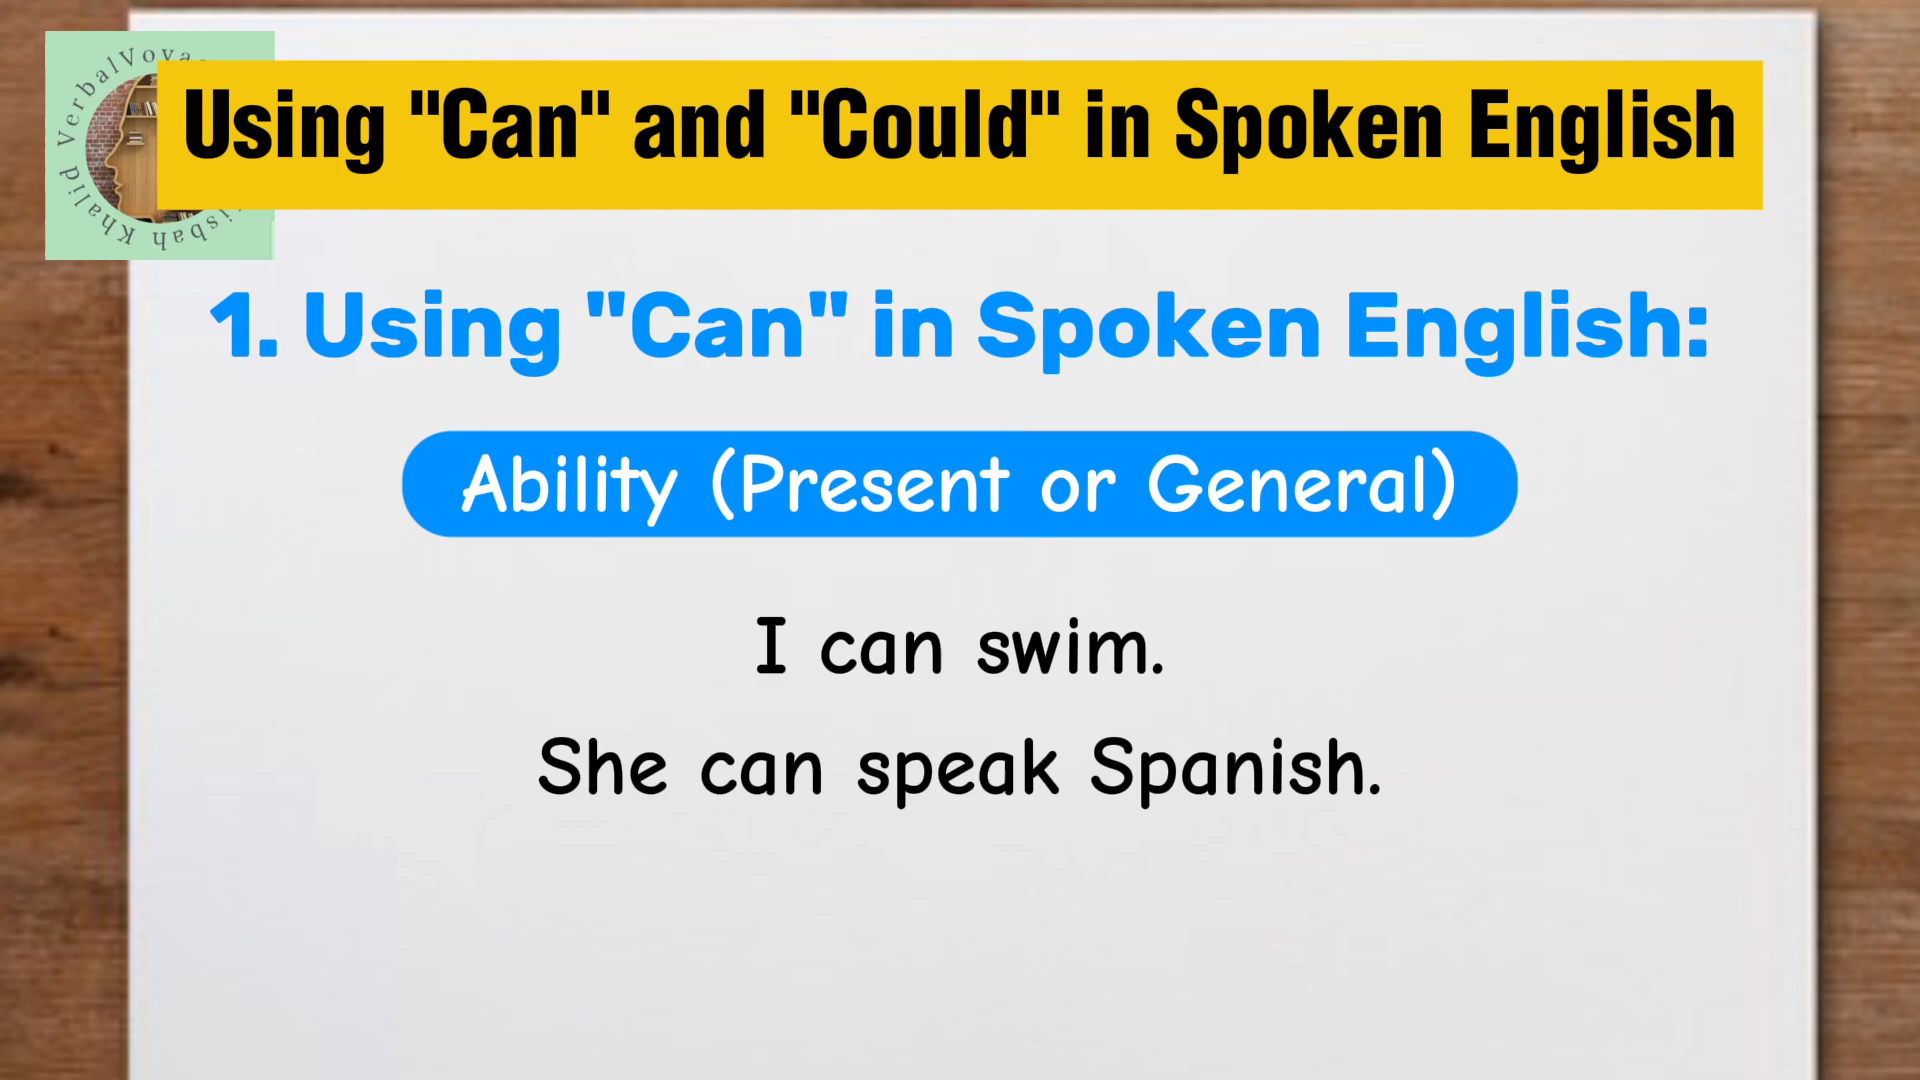 Using "Can" and "Could" in Spoken English
1. Using "Can" in Spoken English:
Ability (Present or General)
I can swim.
She can speak Spanish.
Khalid